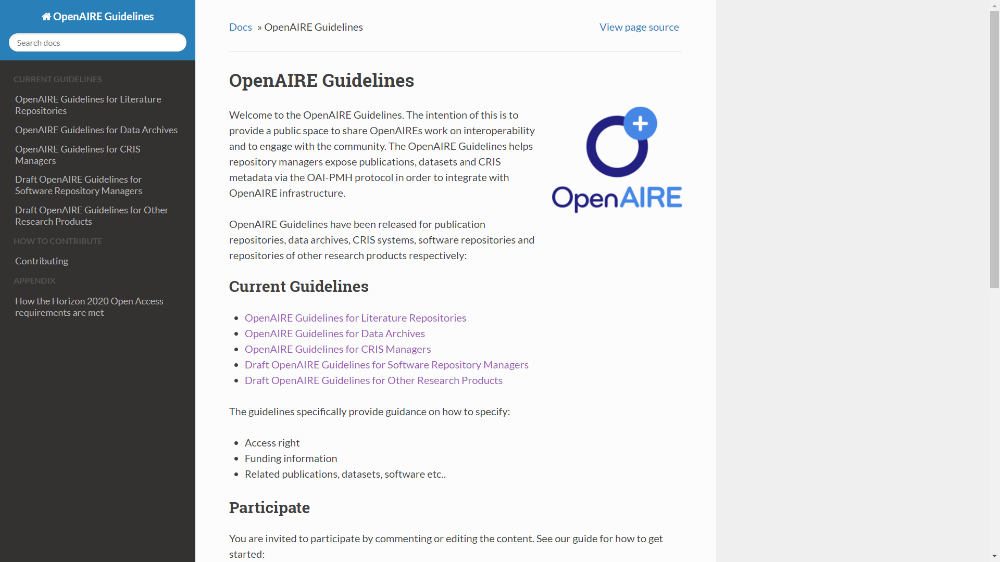 OpenAIRE Guidelines
Search docs
CURRENT GUIDELINES
OpenAIRE Guidelines for Literature
Repositories
OpenAIRE Guidelines for Data Archives
OpenAIRE Guidelines for CRIS
Managers
Draft OpenAIRE Guidelines for
Software Repository Managers
Draft OpenAIRE Guidelines for Other
Research Products
HOW TO CONTRIBUTE
Contributing
APPENDIX
How the Horizon 2020 Open Access
requirements are met
Docs » OpenAIRE Guidelines
View page source
OpenAIRE Guidelines
Welcome to the OpenAIRE Guidelines. The intention of this is to
provide a public space to share OpenAIREs work on interoperability
and to engage with the community. The OpenAIRE Guidelines helps
repository managers expose publications, datasets and CRIS
metadata via the OAI-PMH protocol in order to integrate with
OpenAIRE infrastructure.
OpenAIRE
OpenAIRE Guidelines have been released for publication
repositories, data archives, CRIS systems, software repositories and
repositories of other research products respectively:
Current Guidelines
• OpenAIRE Guidelines for Literature Repositories
• OpenAIRE Guidelines for Data Archives
• OpenAIRE Guidelines for CRIS Managers
• Draft OpenAIRE Guidelines for Software Repository Managers
• Draft OpenAIRE Guidelines for Other Research Products
The guidelines specifically provide guidance on how to specify:
• Access right
• Funding information
• Related publications, datasets, software etc..
Participate
You are invited to participate by commenting or editing the content. See our guide for how to get
started: